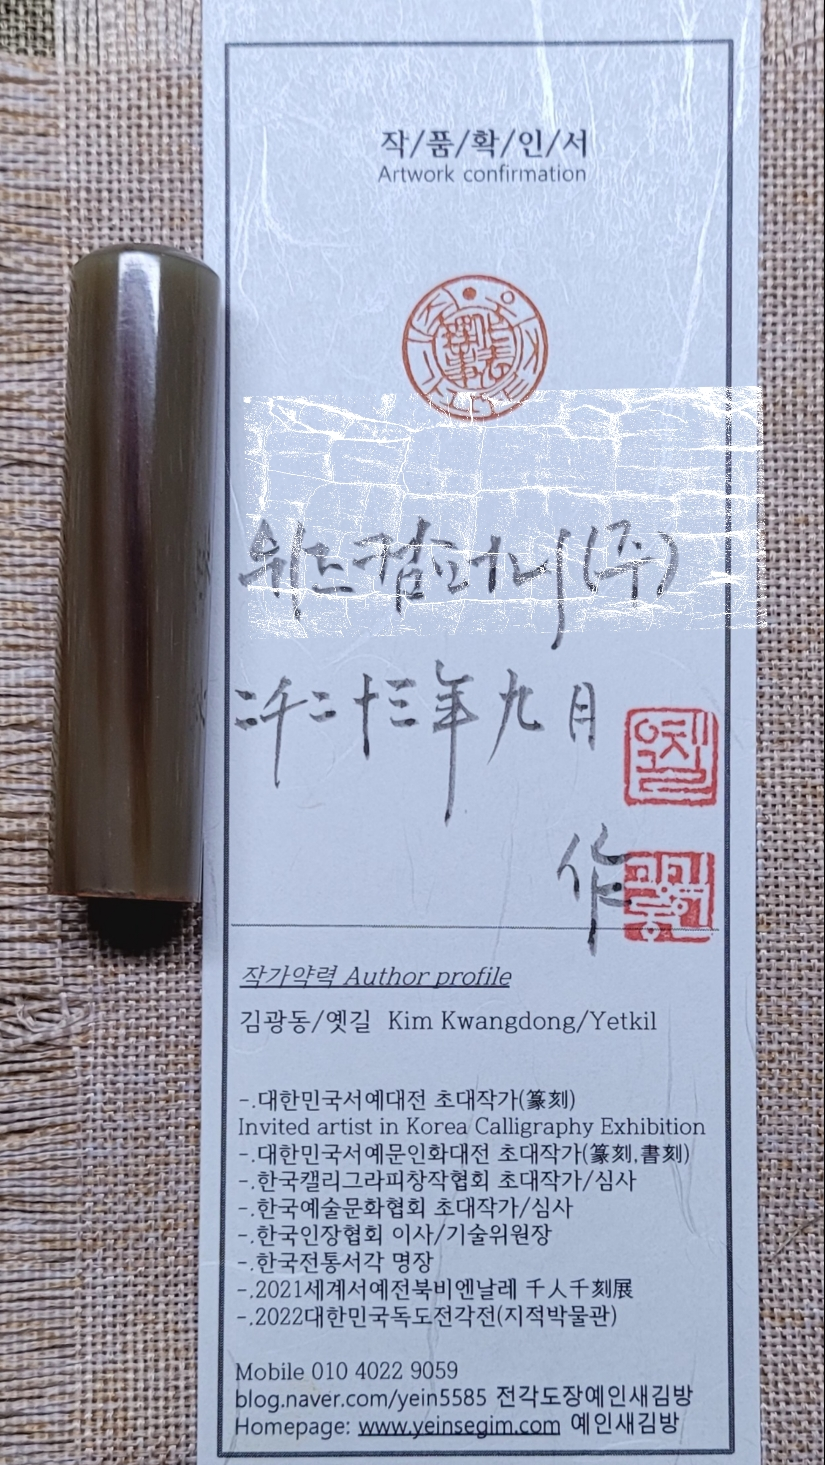 작/품/확/인/서
Artwork confirmation
위드컴퍼니(주)
二千二十三年九月
옛길
作
작가약력 Author profile
김광동/옛길 Kim Kwangdong/Yetkil
-.대한민국서예대전 초대작가(篆刻)
Invited artist in Korea Calligraphy Exhibition
-.대한민국서예문인화대전 초대작가(篆刻,書刻)
-.한국캘리그라피창작협회 초대작가/심사
-.한국예술문화협회 초대작가/심사
-.한국인장협회 이사/기술위원장
-.한국전통서각 명장
-.2021세계서예전북비엔날레 千人千刻展
-.2022대한민국독도전각전(지적박물관)
Mobile 010 4022 9059
blog.naver.com/yein5585 전각도장예인새김방
Homepage: www.yeinsegim.com 예인새김방